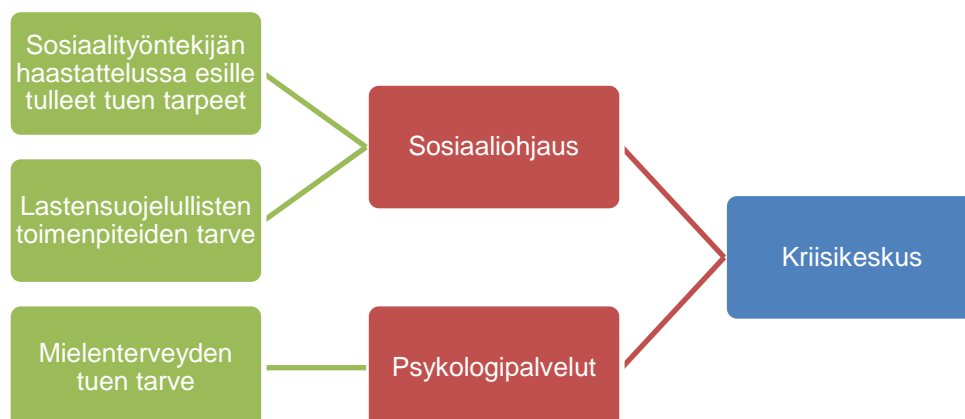 Sosiaalityöntekijän
haastattelussa esille
tulleet tuen tarpeet
Sosiaaliohjaus
Lastensuojelullisten
toimenpiteiden tarve
Kriisikeskus
Mielenterveyden
tuen tarve
Psykologipalvelut